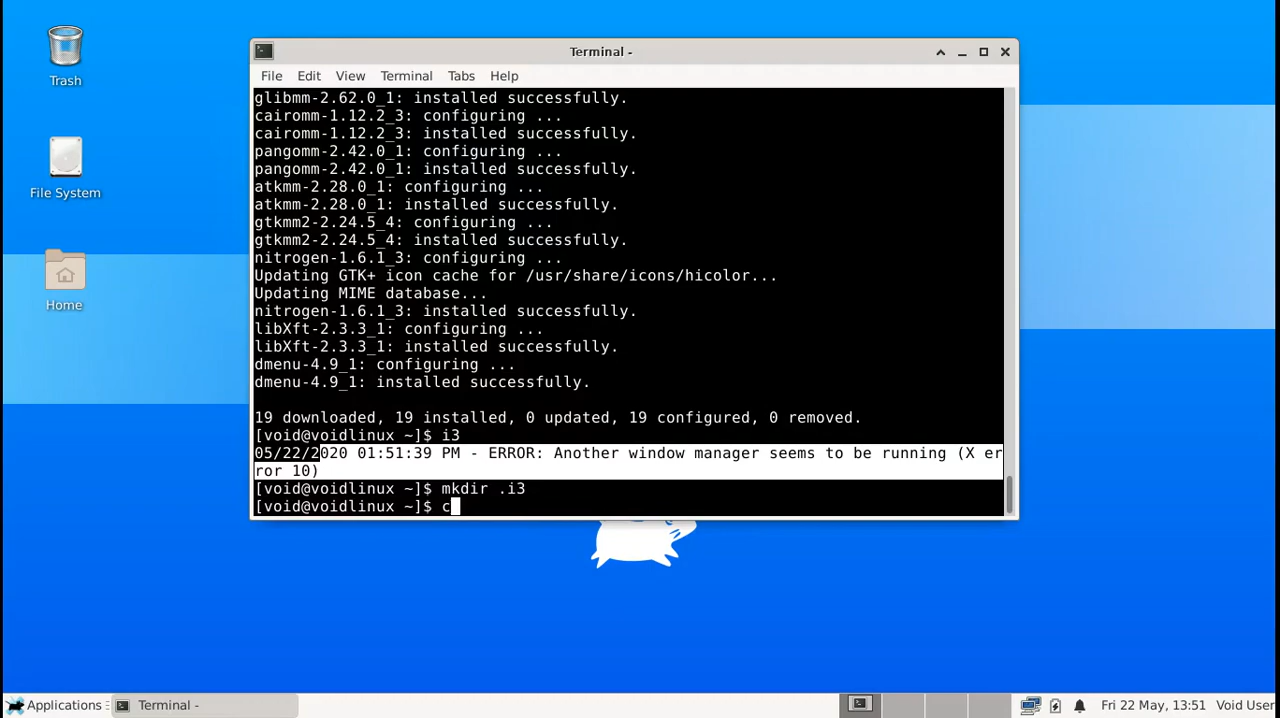 Terminal -
File Edit View Terminal Tabs Help
glibmm-2.62.0_1: installed successfully.
cairomm-1.12.2_3: configuring ...
cairomm-1.12.2_3: installed successfully.
pangomm-2.42.0_1: configuring ...
pangomm-2.42.0_1: installed successfully.
atkmm-2.28.0_1: configuring ...
atkmm-2.28.0_1: installed successfully.
gtkmm2-2.24.5_4: configuring ...
gtkmm2-2.24.5_4: installed successfully.
nitrogen-1.6.1_3: configuring ...
Updating GTK+ icon cache for /usr/share/icons/hicolor...
Updating MIME database...
nitrogen-1.6.1_3: installed successfully.
libXft-2.3.3_1: configuring ...
libXft-2.3.3_1: installed successfully.
dmenu-4.9_1: configuring ...
dmenu-4.9_1: installed successfully.
19 downloaded, 19 installed, 0 updated, 19 configured, 0 removed.
[void@voidlinux ~]$ i3
05/22/2020 01:51:39 PM - ERROR: Another window manager seems to be running (X er
ror 10)
[void@voidlinux ~]$ mkdir .i3
[void@voidlinux ~]$ c
Trash
File System
Home
Applications
Terminal -
Fri 22 May, 13:51 Void User